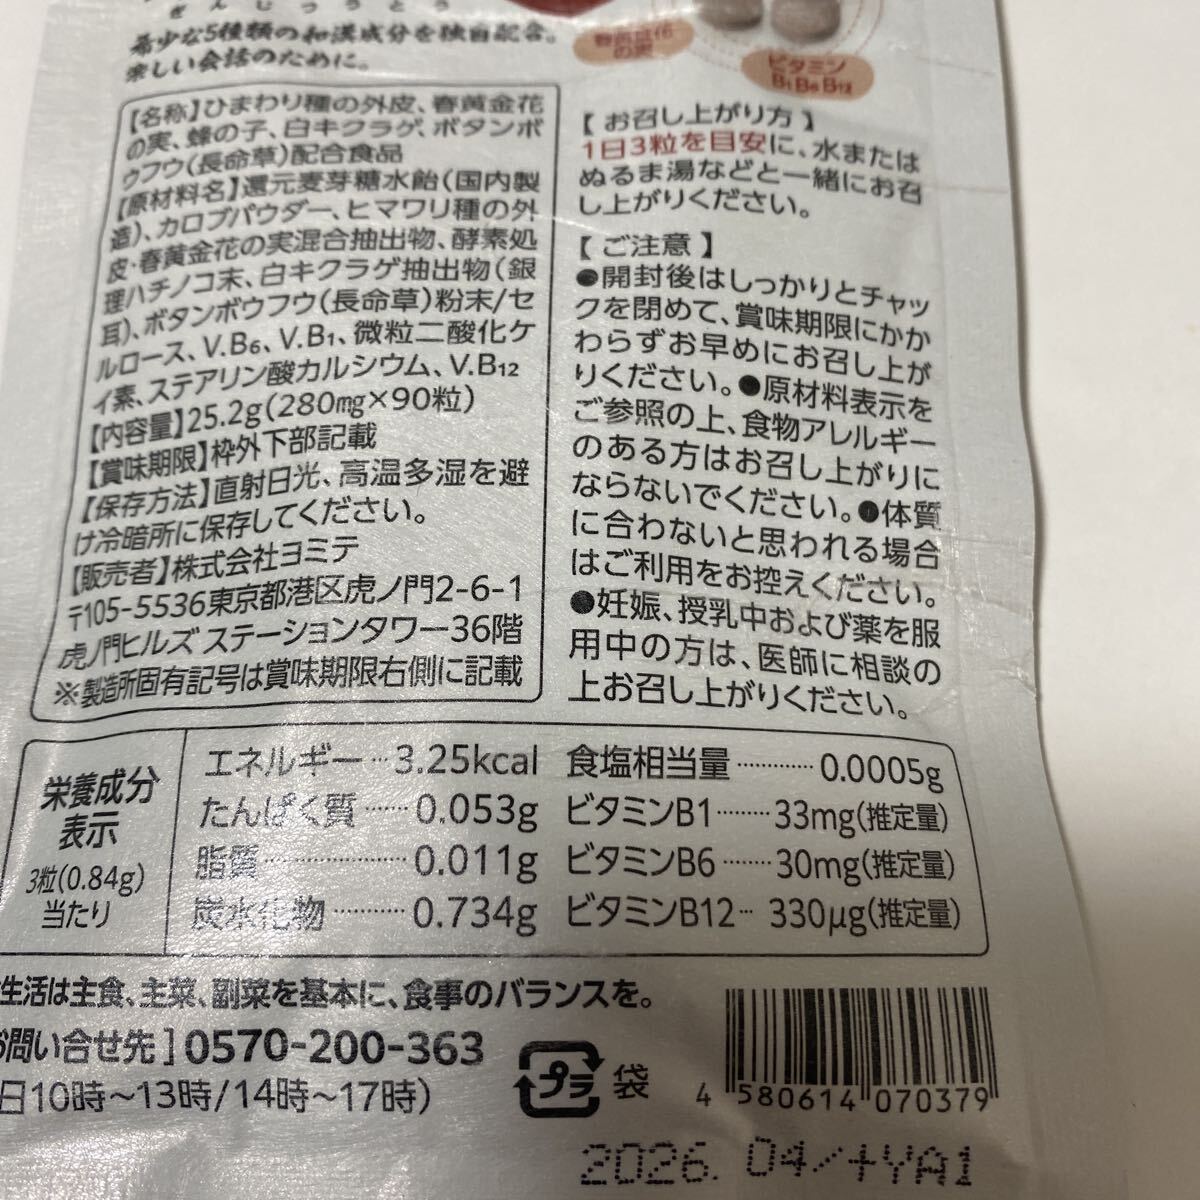 ぜんじつうとう
希少な5種類の和漢成分を独自配合。
楽しい会話のために。
春黄金花
の実
ビタミン
B1 B6 B12
【名称】ひまわり種の外皮、春黄金花
の実、蜂の子、白キクラゲ、ボタンボ
ウフウ(長命草)配合食品
【原材料名】還元麦芽糖水飴(国内製
造)、カロブパウダー、ヒマワリ種の外
皮・春黄金花の実混合抽出物、酵素処
理ハチノコ末、白キクラゲ抽出物(銀
耳)、ボタンボウフウ(長命草)粉末/セ
ルロース、V.B₆、V.B₁、微粒二酸化ケ
イ素、ステアリン酸カルシウム、V.B₁₂
【内容量】25.2g(280mg×90粒)
【賞味期限】枠外下部記載
【保存方法】直射日光、高温多湿を避
け冷暗所に保存してください。
【販売者】株式会社ヨミテ
〒105-5536東京都港区虎ノ門2-6-1
虎ノ門ヒルズ ステーションタワー36階
※製造所固有記号は賞味期限右側に記載
【 お召し上がり方 】
1日3粒を目安に、水または
ぬるま湯などと一緒にお召
し上がりください。
【 ご注意 】
●開封後はしっかりとチャッ
クを閉めて、賞味期限にかか
わらずお早めにお召し上が
りください。●原材料表示を
ご参照の上、食物アレルギー
のある方はお召し上がりに
ならないでください。●体質
に合わないと思われる場合
はご利用をお控えください。
●妊娠、授乳中および薬を服
用中の方は、医師に相談の
上お召し上がりください。
栄養成分
表示
3粒(0.84g)
当たり
エネルギー…3.25kcal
たんぱく質……0.053g
脂質………………0.011g
炭水化物…………0.734g
食塩相当量…………0.0005g
ビタミンB1………33mg(推定量)
ビタミンB6………30mg(推定量)
ビタミンB12…330μg(推定量)
生活は主食、主菜、副菜を基本に、食事のバランスを。
お問い合せ先］0570-200-363
日10時～13時/14時～17時)
プラ
袋
4 580614 070379
2026. 04/+YA1